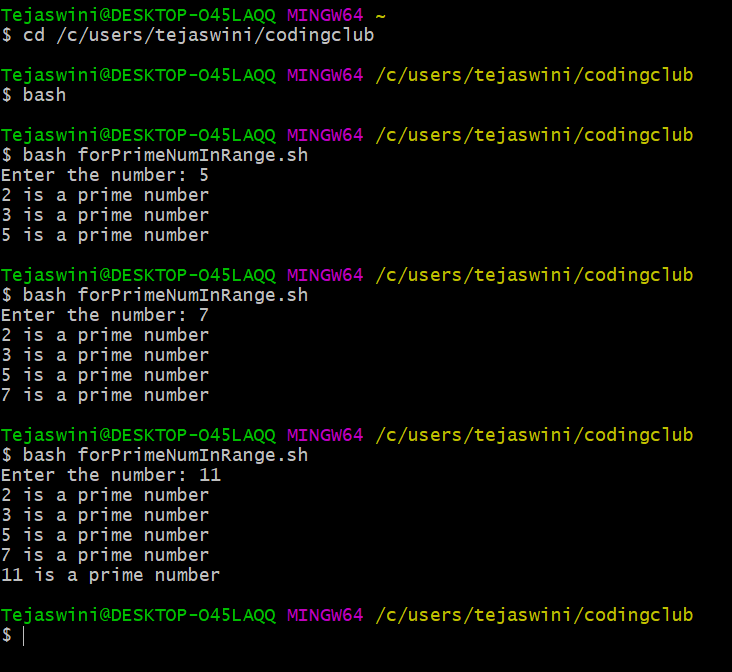 Tejaswini@DESKTOP-O45LAQQ MINGW64 ~
$ cd /c/users/tejaswini/codingclub
Tejaswini@DESKTOP-O45LAQQ MINGW64 /c/users/tejaswini/codingclub
$ bash
Tejaswini@DESKTOP-O45LAQQ MINGW64 /c/users/tejaswini/codingclub
$ bash forPrimeNumInRange.sh
Enter the number: 5
2 is a prime number
3 is a prime number
5 is a prime number
Tejaswini@DESKTOP-O45LAQQ MINGW64 /c/users/tejaswini/codingclub
$ bash forPrimeNumInRange.sh
Enter the number: 7
2 is a prime number
3 is a prime number
5 is a prime number
7 is a prime number
Tejaswini@DESKTOP-O45LAQQ MINGW64 /c/users/tejaswini/codingclub
$ bash forPrimeNumInRange.sh
Enter the number: 11
2 is a prime number
3 is a prime number
5 is a prime number
7 is a prime number
11 is a prime number
Tejaswini@DESKTOP-O45LAQQ MINGW64 /c/users/tejaswini/codingclub
$